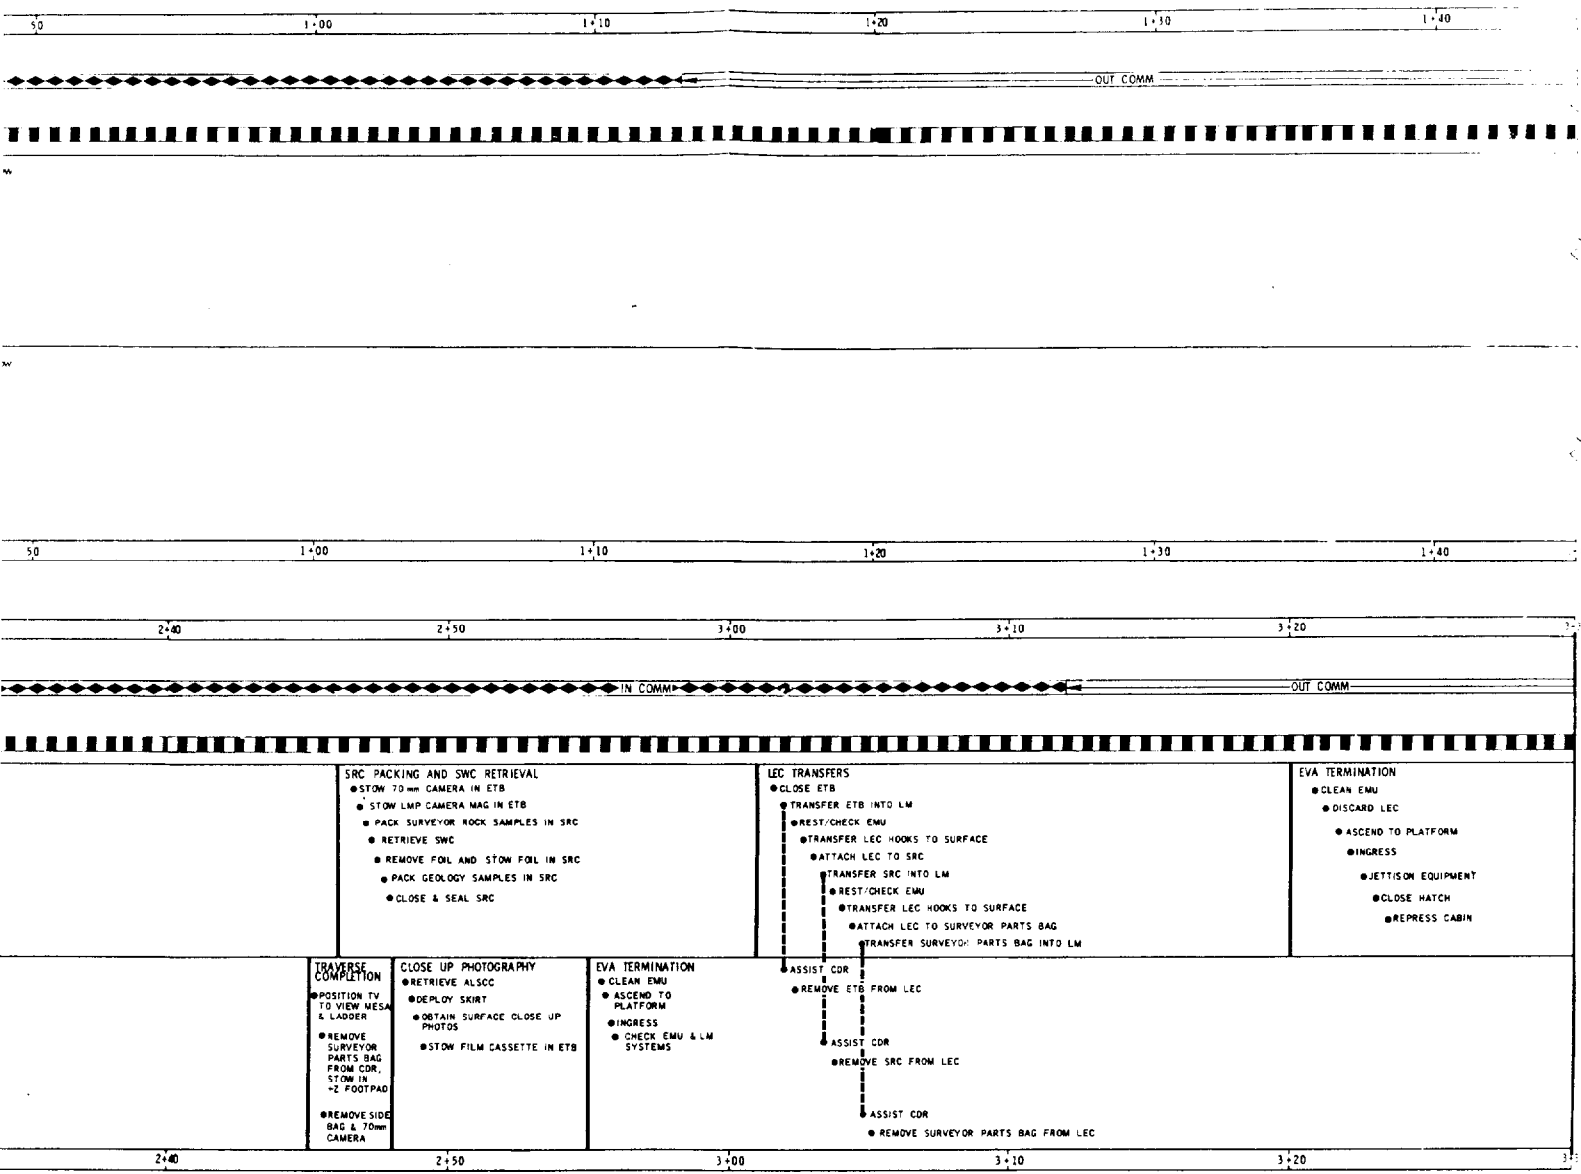 50 1+00 1+10 1+20 1+30 1+40
OUT COMM
50 1+00 1+10 1+20 1+30 1+40
2+40 2+50 3+00 3+10 3+20
IN COMM OUT COMM
SRC PACKING AND SWC RETRIEVAL
●STOW 70 mm CAMERA IN ETB
● STOW LMP CAMERA MAG IN ETB
● PACK SURVEYOR ROCK SAMPLES IN SRC
● RETRIEVE SWC
● REMOVE FOIL AND STOW FOIL IN SRC
● PACK GEOLOGY SAMPLES IN SRC
● CLOSE & SEAL SRC
LEC TRANSFERS
●CLOSE ETB
●TRANSFER ETB INTO LM
●REST/CHECK EMU
●TRANSFER LEC HOOKS TO SURFACE
●ATTACH LEC TO SRC
●TRANSFER SRC INTO LM
●REST/CHECK EMU
●TRANSFER LEC HOOKS TO SURFACE
●ATTACH LEC TO SURVEYOR PARTS BAG
●TRANSFER SURVEYOR PARTS BAG INTO LM
EVA TERMINATION
●CLEAN EMU
●DISCARD LEC
●ASCEND TO PLATFORM
●INGRESS
●JETTISON EQUIPMENT
●CLOSE HATCH
●REPRESS CABIN
TRAVERSE
COMPLETION
●POSITION TV
TO VIEW MESA
& LADDER
●REMOVE
SURVEYOR
PARTS BAG
FROM CDR,
STOW IN
+Z FOOTPAD
●REMOVE SIDE
BAG & 70mm
CAMERA
CLOSE UP PHOTOGRAPHY
●RETRIEVE ALSCC
●DEPLOY SKIRT
●OBTAIN SURFACE CLOSE UP
PHOTOS
●STOW FILM CASSETTE IN ETB
EVA TERMINATION
● CLEAN EMU
● ASCEND TO
PLATFORM
●INGRESS
● CHECK EMU & LM
SYSTEMS
●ASSIST CDR
●REMOVE ETB FROM LEC
●ASSIST CDR
●REMOVE SRC FROM LEC
●ASSIST CDR
● REMOVE SURVEYOR PARTS BAG FROM LEC
2+40 2+50 3+00 3+10 3+20